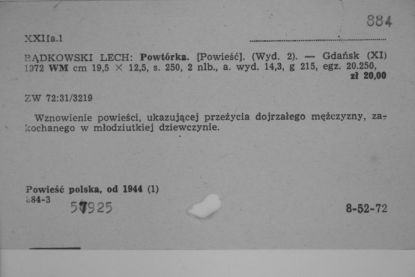 884
XXIIa.1
BĄDKOWSKI LECH: Powtórka. [Powieść]. (Wyd. 2). — Gdańsk (XI)
1972 WM cm 19,5 × 12,5, s. 250, 2 nlb., a. wyd. 14,3, g 215, egz. 20.250,
zł 20,00
ZW 72:31/3219
Wznowienie powieści, ukazującej przeżycia dojrzałego mężczyzny, za-
kochanego w młodziutkiej dziewczynie.
Powieść polska, od 1944 (1)
884-3
57925
8-52-72